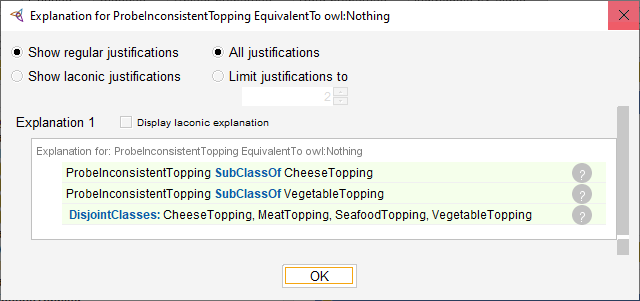 Explanation for ProbeInconsistentTopping EquivalentTo owl:Nothing
Show regular justifications
All justifications
Show laconic justifications
Limit justifications to
2
Explanation 1
Display laconic explanation
Explanation for: ProbeInconsistentTopping EquivalentTo owl:Nothing
ProbeInconsistentTopping SubClassOf CheeseTopping
?
ProbeInconsistentTopping SubClassOf VegetableTopping
?
DisjointClasses: CheeseTopping, MeatTopping, SeafoodTopping, VegetableTopping
?
OK